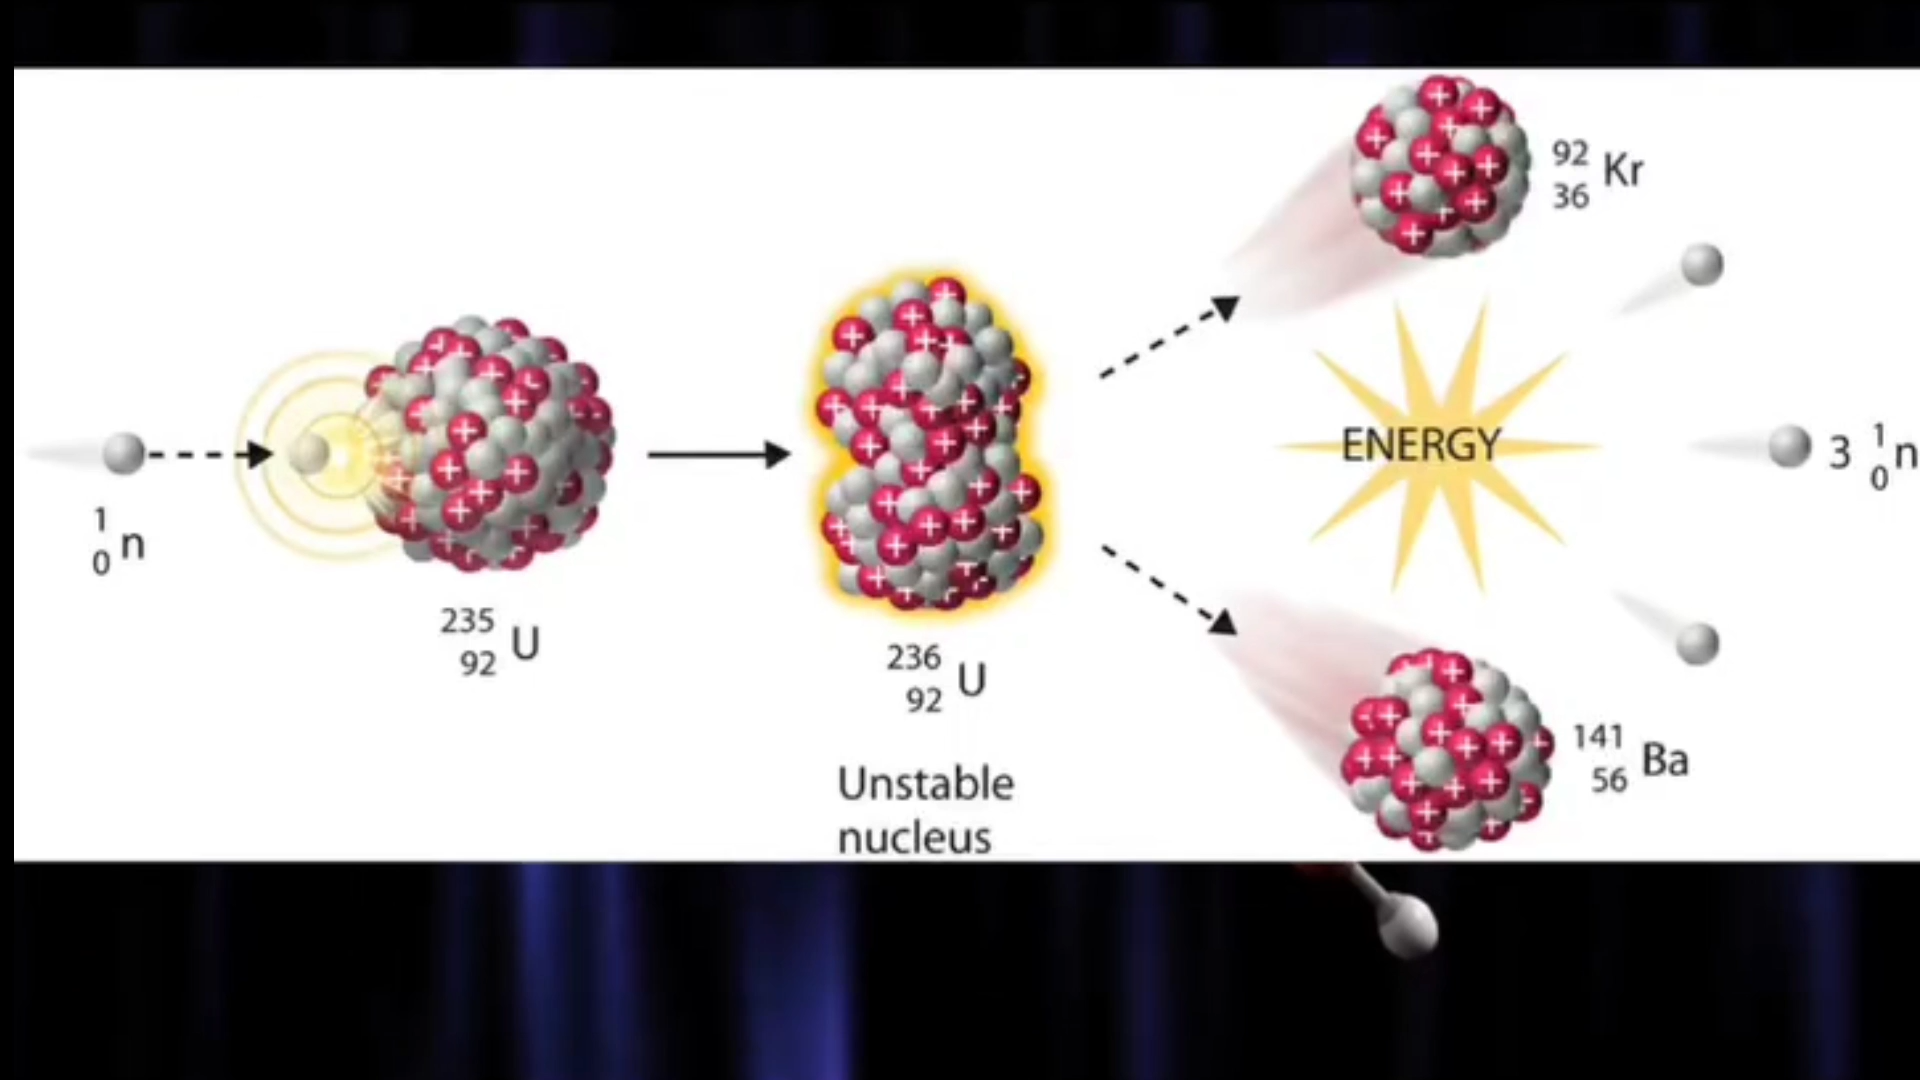 1
0 n
235
92 U
236
92 U
Unstable
nucleus
92
36 Kr
ENERGY
3 1
0 n
141
56 Ba